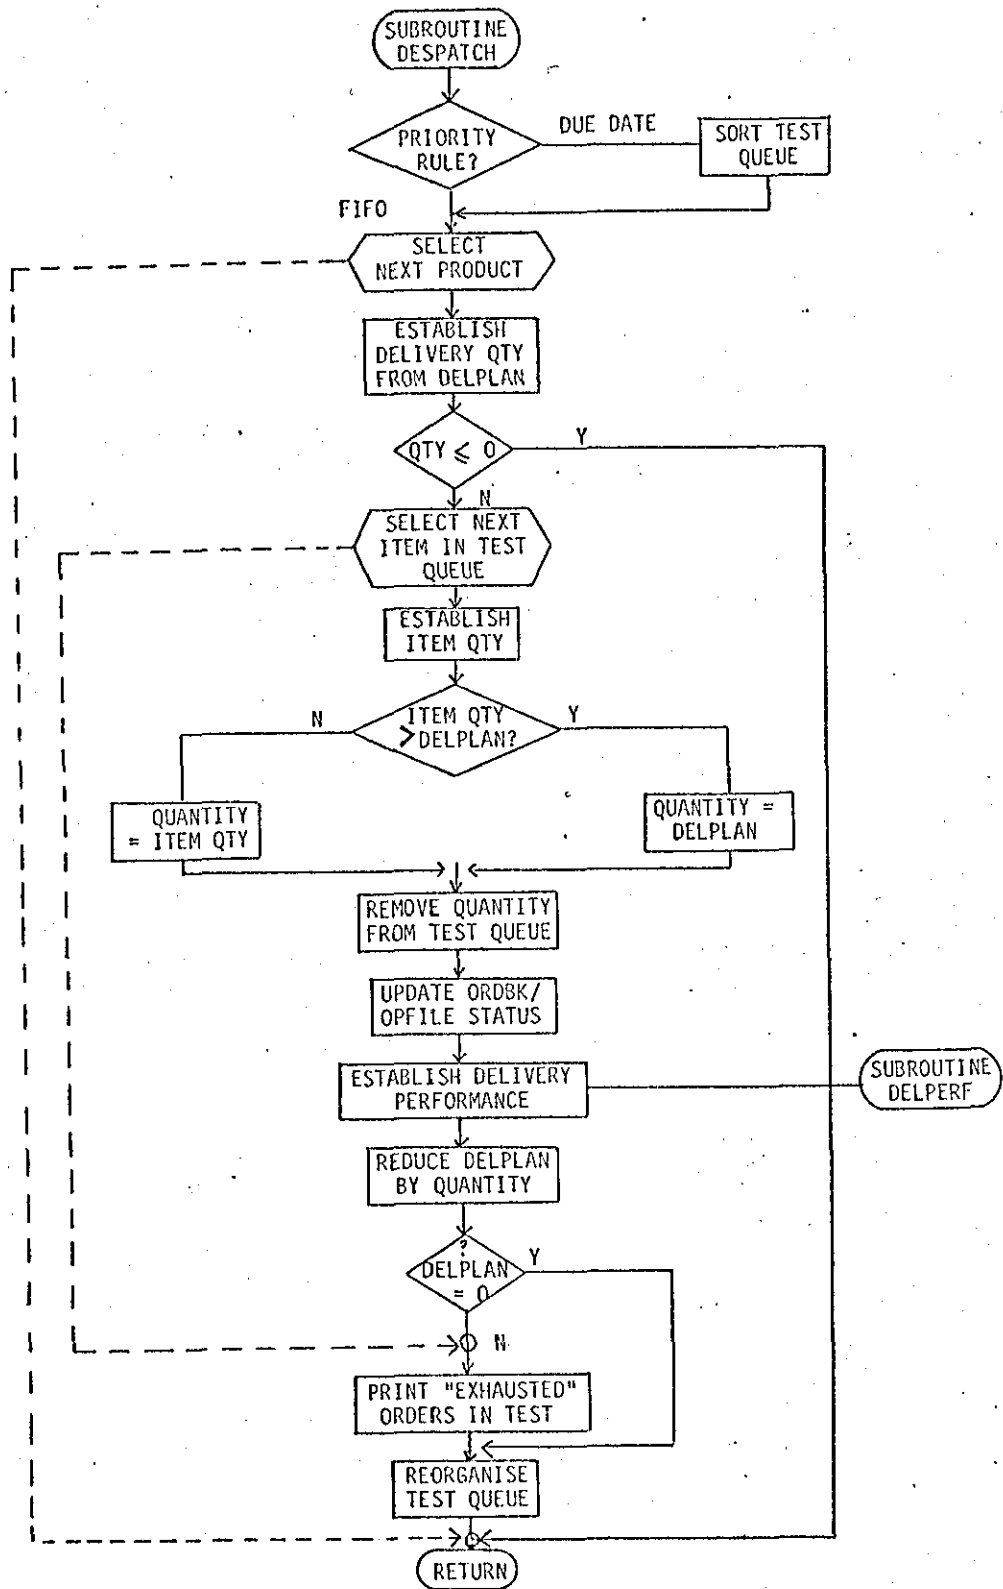 SUBROUTINE
DESPATCH
PRIORITY
RULE?
DUE DATE
SORT TEST
QUEUE
FIFO
SELECT
NEXT PRODUCT
ESTABLISH
DELIVERY QTY
FROM DELPLAN
QTY ⩽ 0
Y
N
SELECT NEXT
ITEM IN TEST
QUEUE
ESTABLISH
ITEM QTY
ITEM QTY
> DELPLAN?
N
Y
QUANTITY
= ITEM QTY
QUANTITY =
DELPLAN
REMOVE QUANTITY
FROM TEST QUEUE
UPDATE ORDBK/
OPFILE STATUS
ESTABLISH DELIVERY
PERFORMANCE
SUBROUTINE
DELPERF
REDUCE DELPLAN
BY QUANTITY
?
DELPLAN
= 0
Y
N
PRINT "EXHAUSTED"
ORDERS IN TEST
REORGANISE
TEST QUEUE
RETURN